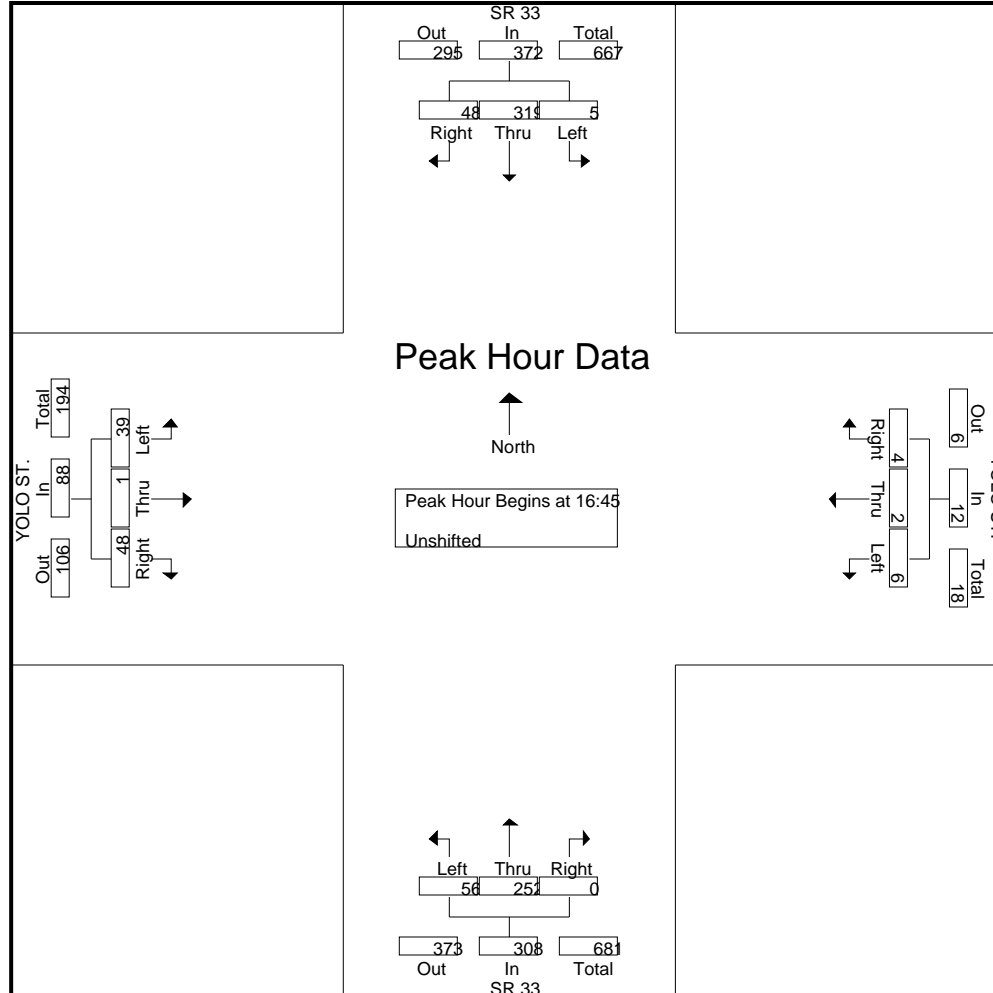 SR 33
Out In Total
295 372 667
48 319 5
Right Thru Left
Peak Hour Data
North
Peak Hour Begins at 16:45
Unshifted
YOLO ST.
Total In Out
194 88 106
39 1 48
Left Thru Right
Right Thru Left
4 2 6
Out In Total
6 12 18
Left Thru Right
56 252 0
373 308 681
Out In Total
SR 33